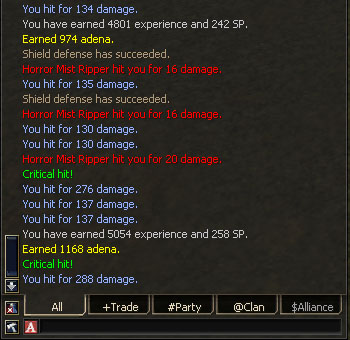 You hit for 134 damage.
You have earned 4801 experience and 242 SP.
Earned 974 adena.
Shield defense has succeeded.
Horror Mist Ripper hit you for 16 damage.
You hit for 135 damage.
Shield defense has succeeded.
Horror Mist Ripper hit you for 16 damage.
You hit for 130 damage.
You hit for 130 damage.
Horror Mist Ripper hit you for 20 damage.
Critical hit!
You hit for 276 damage.
You hit for 137 damage.
You hit for 137 damage.
You have earned 5054 experience and 258 SP.
Earned 1168 adena.
Critical hit!
You hit for 288 damage.
All +Trade #Party @Clan $Alliance
A